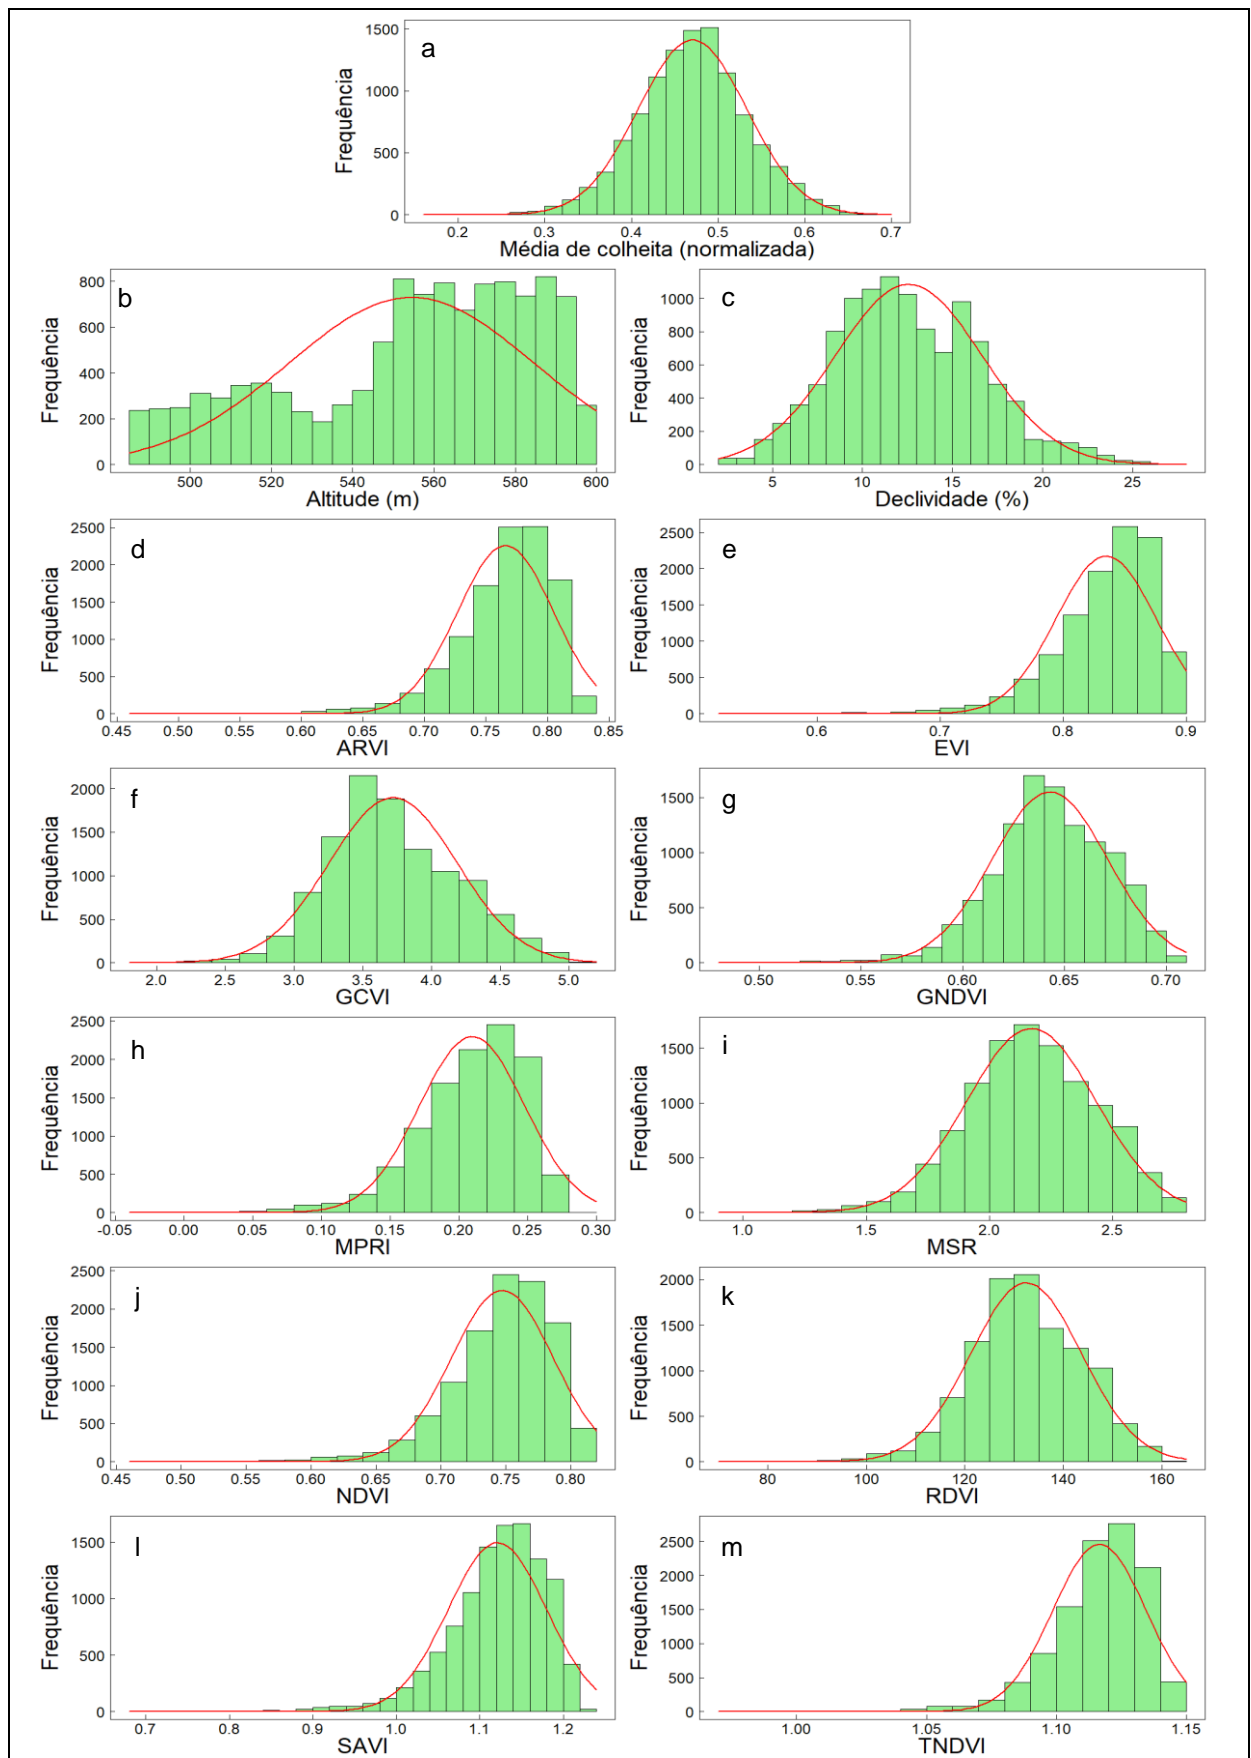 a
1500
1000
500
0
Frequência
0.2 0.3 0.4 0.5 0.6 0.7
Média de colheita (normalizada)
b
800
600
400
200
0
Frequência
500 520 540 560 580 600
Altitude (m)
c
1000
800
600
400
200
0
Frequência
5 10 15 20 25
Declividade (%)
d
2500
2000
1500
1000
500
0
Frequência
0.45 0.50 0.55 0.60 0.65 0.70 0.75 0.80 0.85
ARVI
e
2500
2000
1500
1000
500
0
Frequência
0.6 0.7 0.8 0.9
EVI
f
2000
1500
1000
500
0
Frequência
2.0 2.5 3.0 3.5 4.0 4.5 5.0
GCVI
g
1500
1000
500
0
Frequência
0.50 0.55 0.60 0.65 0.70
GNDVI
h
2500
2000
1500
1000
500
0
Frequência
-0.05 0.00 0.05 0.10 0.15 0.20 0.25 0.30
MPRI
i
1500
1000
500
0
Frequência
1.0 1.5 2.0 2.5
MSR
j
2500
2000
1500
1000
500
0
Frequência
0.45 0.50 0.55 0.60 0.65 0.70 0.75 0.80
NDVI
k
2000
1500
1000
500
0
Frequência
80 100 120 140 160
RDVI
l
1500
1000
500
0
Frequência
0.7 0.8 0.9 1.0 1.1 1.2
SAVI
m
2500
2000
1500
1000
500
0
Frequência
1.00 1.05 1.10 1.15
TNDVI